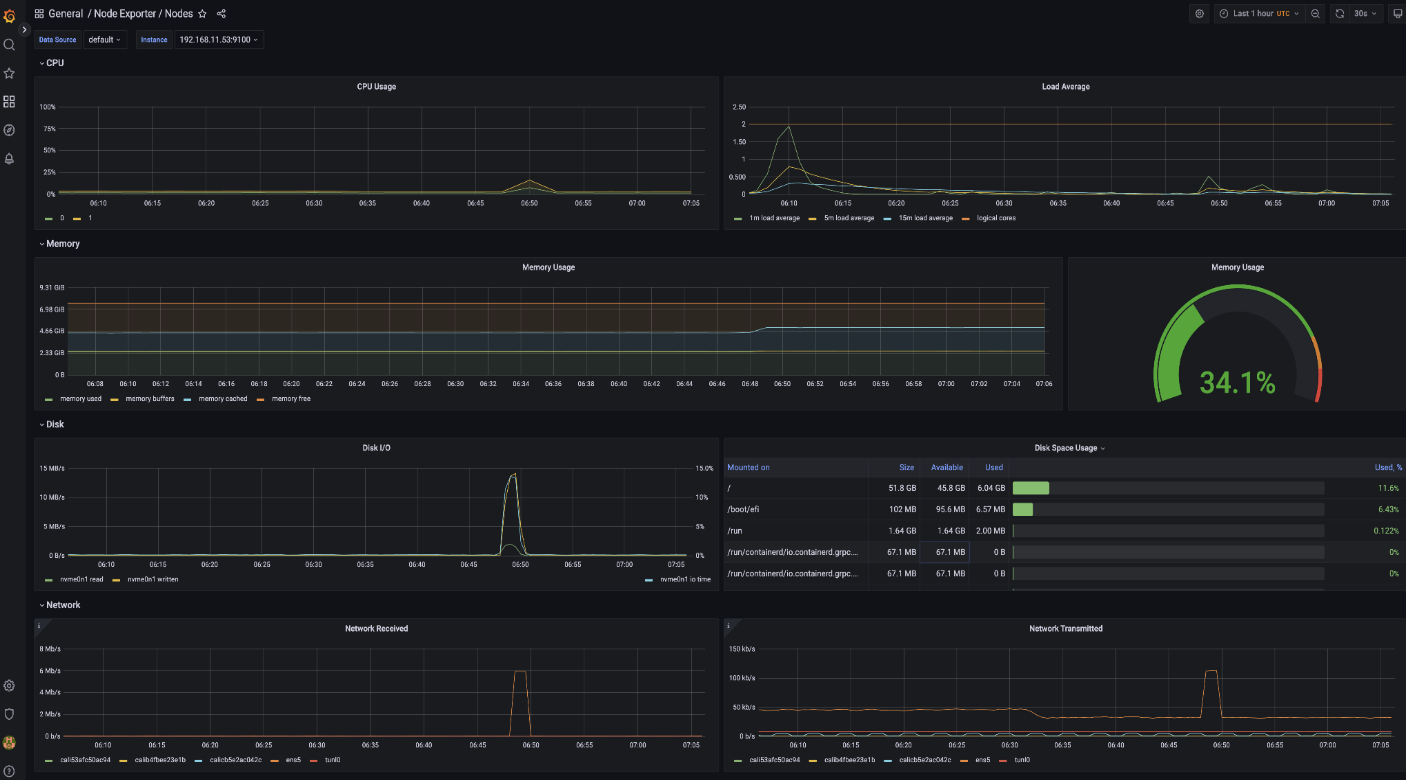 General / Node Exporter / Nodes
Last 1 hour UTC
30s
Data Source default Instance 192.168.11.53:9100
CPU
CPU Usage
100%
75%
50%
25%
0%
06:10 06:15 06:20 06:25 06:30 06:35 06:40 06:45 06:50 06:55 07:00 07:05
0 1
Load Average
2.50
2
1.50
1
0.500
0
06:10 06:15 06:20 06:25 06:30 06:35 06:40 06:45 06:50 06:55 07:00 07:05
1m load average 5m load average 15m load average logical cores
Memory
Memory Usage
9.31 GiB
6.98 GiB
4.66 GiB
2.33 GiB
0 B
06:08 06:10 06:12 06:14 06:16 06:18 06:20 06:22 06:24 06:26 06:28 06:30 06:32 06:34 06:36 06:38 06:40 06:42 06:44 06:46 06:48 06:50 06:52 06:54 06:56 06:58 07:00 07:02 07:04 07:06
memory used memory buffers memory cached memory free
Memory Usage
34.1%
Disk
Disk I/O
15 MB/s
10 MB/s
5 MB/s
0 B/s
15.0%
10%
5%
0%
06:10 06:15 06:20 06:25 06:30 06:35 06:40 06:45 06:50 06:55 07:00 07:05
nvme0n1 read nvme0n1 written nvme0n1 io time
Disk Space Usage
Mounted on Size Available Used Used, %
/ 51.8 GB 45.8 GB 6.04 GB 11.6%
/boot/efi 102 MB 95.6 MB 6.57 MB 6.43%
/run 1.64 GB 1.64 GB 2.00 MB 0.122%
/run/containerd/io.containerd.grpc.... 67.1 MB 67.1 MB 0 B 0%
/run/containerd/io.containerd.grpc.... 67.1 MB 67.1 MB 0 B 0%
Network
Network Received
8 Mb/s
6 Mb/s
4 Mb/s
2 Mb/s
0 b/s
06:10 06:15 06:20 06:25 06:30 06:35 06:40 06:45 06:50 06:55 07:00 07:05
cali53afc50ac94 calib4fbee23e1b calicb5e2ac042c ens5 tunl0
Network Transmitted
150 kb/s
100 kb/s
50 kb/s
0 b/s
06:10 06:15 06:20 06:25 06:30 06:35 06:40 06:45 06:50 06:55 07:00 07:05
cali53afc50ac94 calib4fbee23e1b calicb5e2ac042c ens5 tunl0